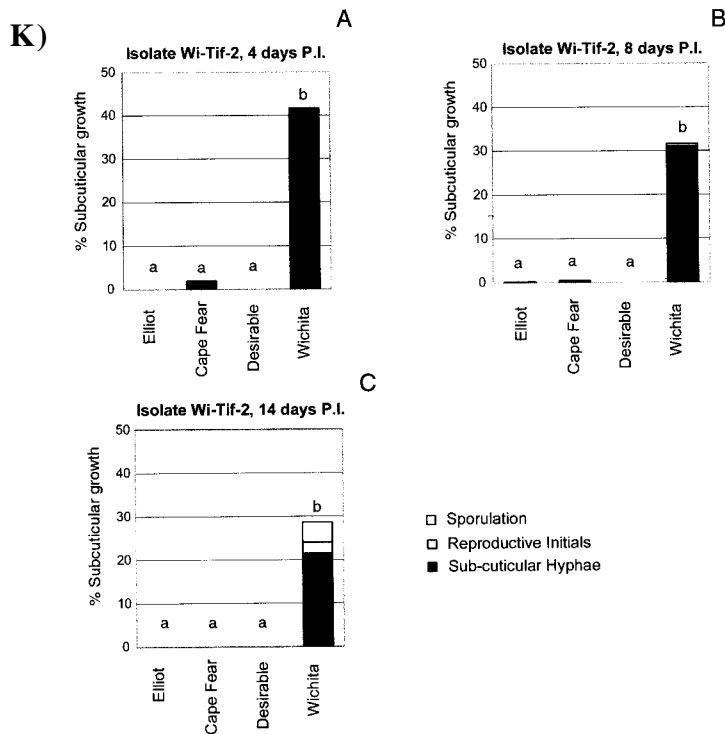 K)
A
Isolate Wi-Tif-2, 4 days P.I.
% Subcuticular growth
50
40
30
20
10
0
a
a
a
b
Elliot
Cape Fear
Desirable
Wichita
B
Isolate Wi-Tif-2, 8 days P.I.
% Subcuticular growth
50
40
30
20
10
0
a
a
a
b
Elliot
Cape Fear
Desirable
Wichita
C
Isolate Wi-Tif-2, 14 days P.I.
% Subcuticular growth
50
40
30
20
10
0
a
a
a
b
Elliot
Cape Fear
Desirable
Wichita
Sporulation
Reproductive Initials
Sub-cuticular Hyphae